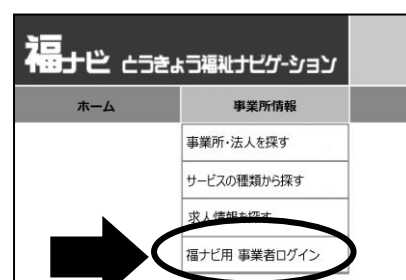 福ナビ とうきょう福祉ナビゲーション
ホーム 事業所情報
事業所・法人を探す
サービスの種類から探す
求人情報を探す
福ナビ用 事業者ログイン